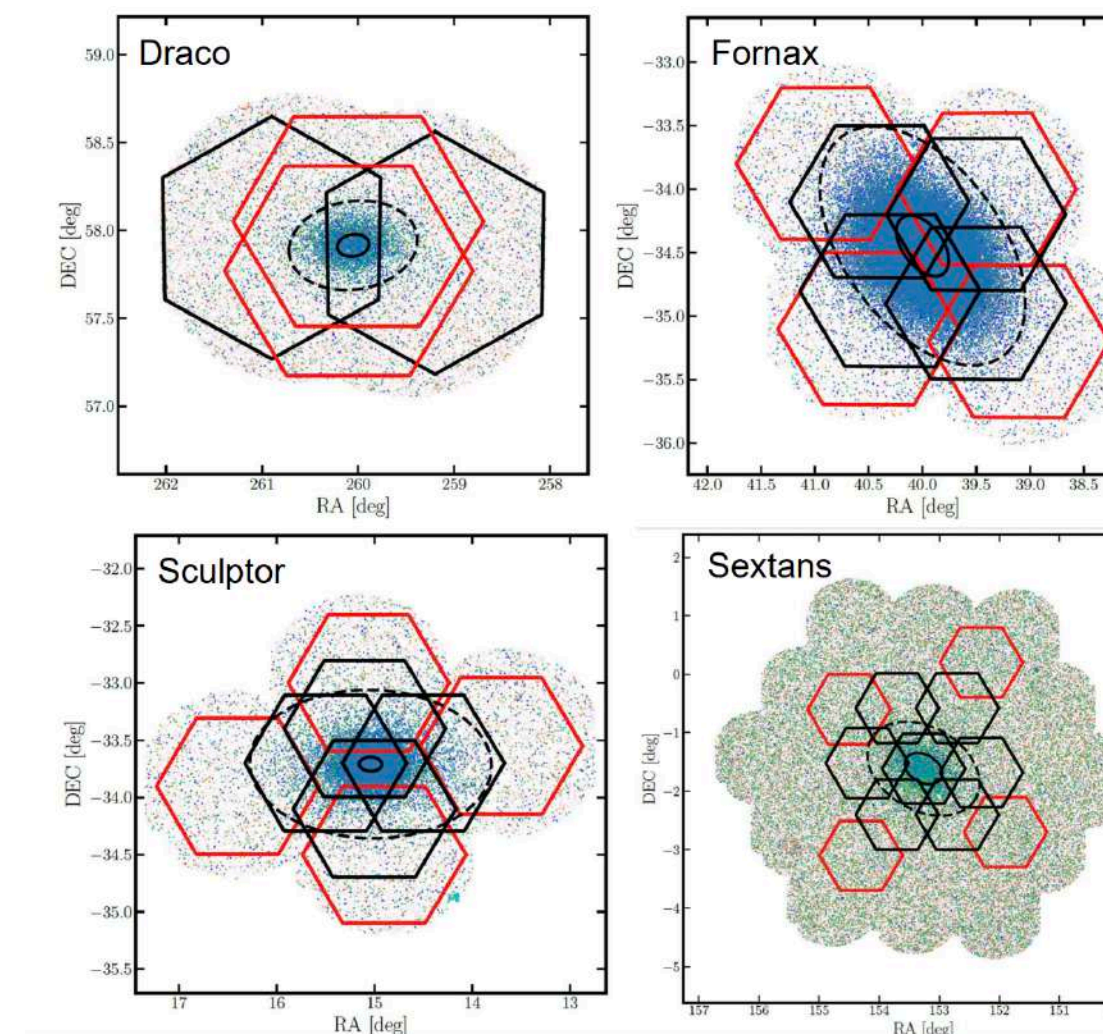 Draco
59.0
58.5
58.0
57.5
57.0
DEC [deg]
262 261 260 259 258
RA [deg]
Fornax
−33.0
−33.5
−34.0
−34.5
−35.0
−35.5
−36.0
DEC [deg]
42.0 41.5 41.0 40.5 40.0 39.5 39.0 38.5
RA [deg]
Sculptor
−32.0
−32.5
−33.0
−33.5
−34.0
−34.5
−35.0
−35.5
DEC [deg]
17 16 15 14 13
RA [deg]
Sextans
2
1
0
−1
−2
−3
−4
−5
DEC [deg]
157 156 155 154 153 152 151
RA [deg]